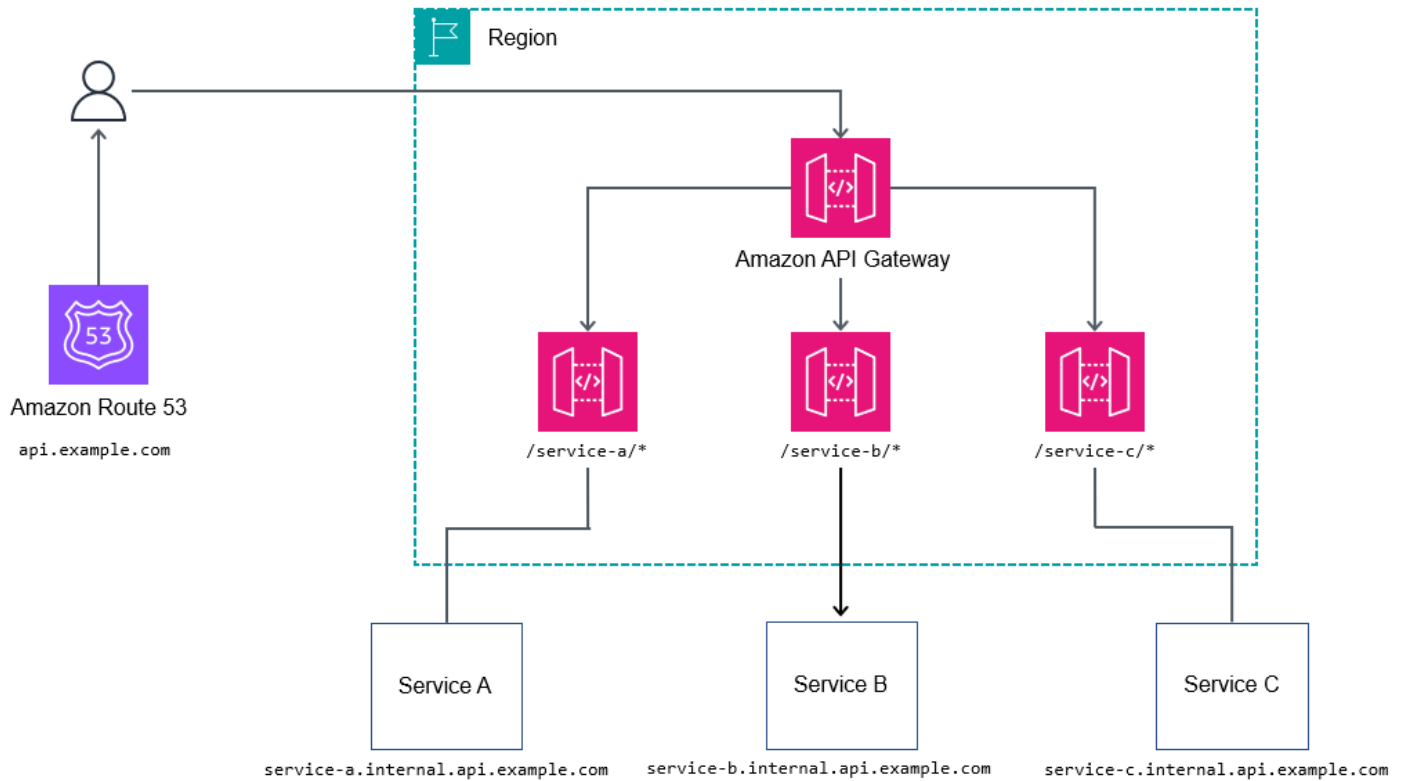 Region
</>
Amazon API Gateway
53
Amazon Route 53
api.example.com
</>
</>
</>
/service-a/*
/service-b/*
/service-c/*
Service A
Service B
Service C
service-a.internal.api.example.com
service-b.internal.api.example.com
service-c.internal.api.example.com